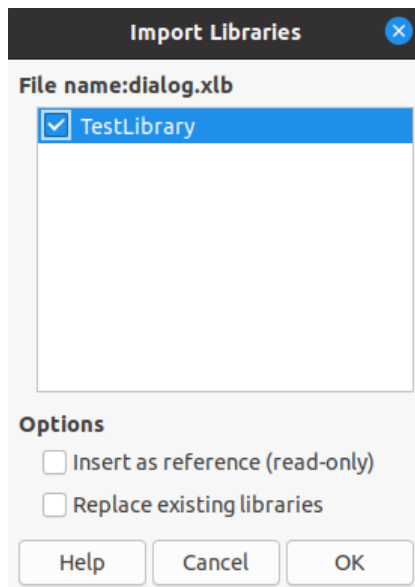 Import Libraries
File name:dialog.xlb
TestLibrary
Options
Insert as reference (read-only)
Replace existing libraries
Help Cancel OK